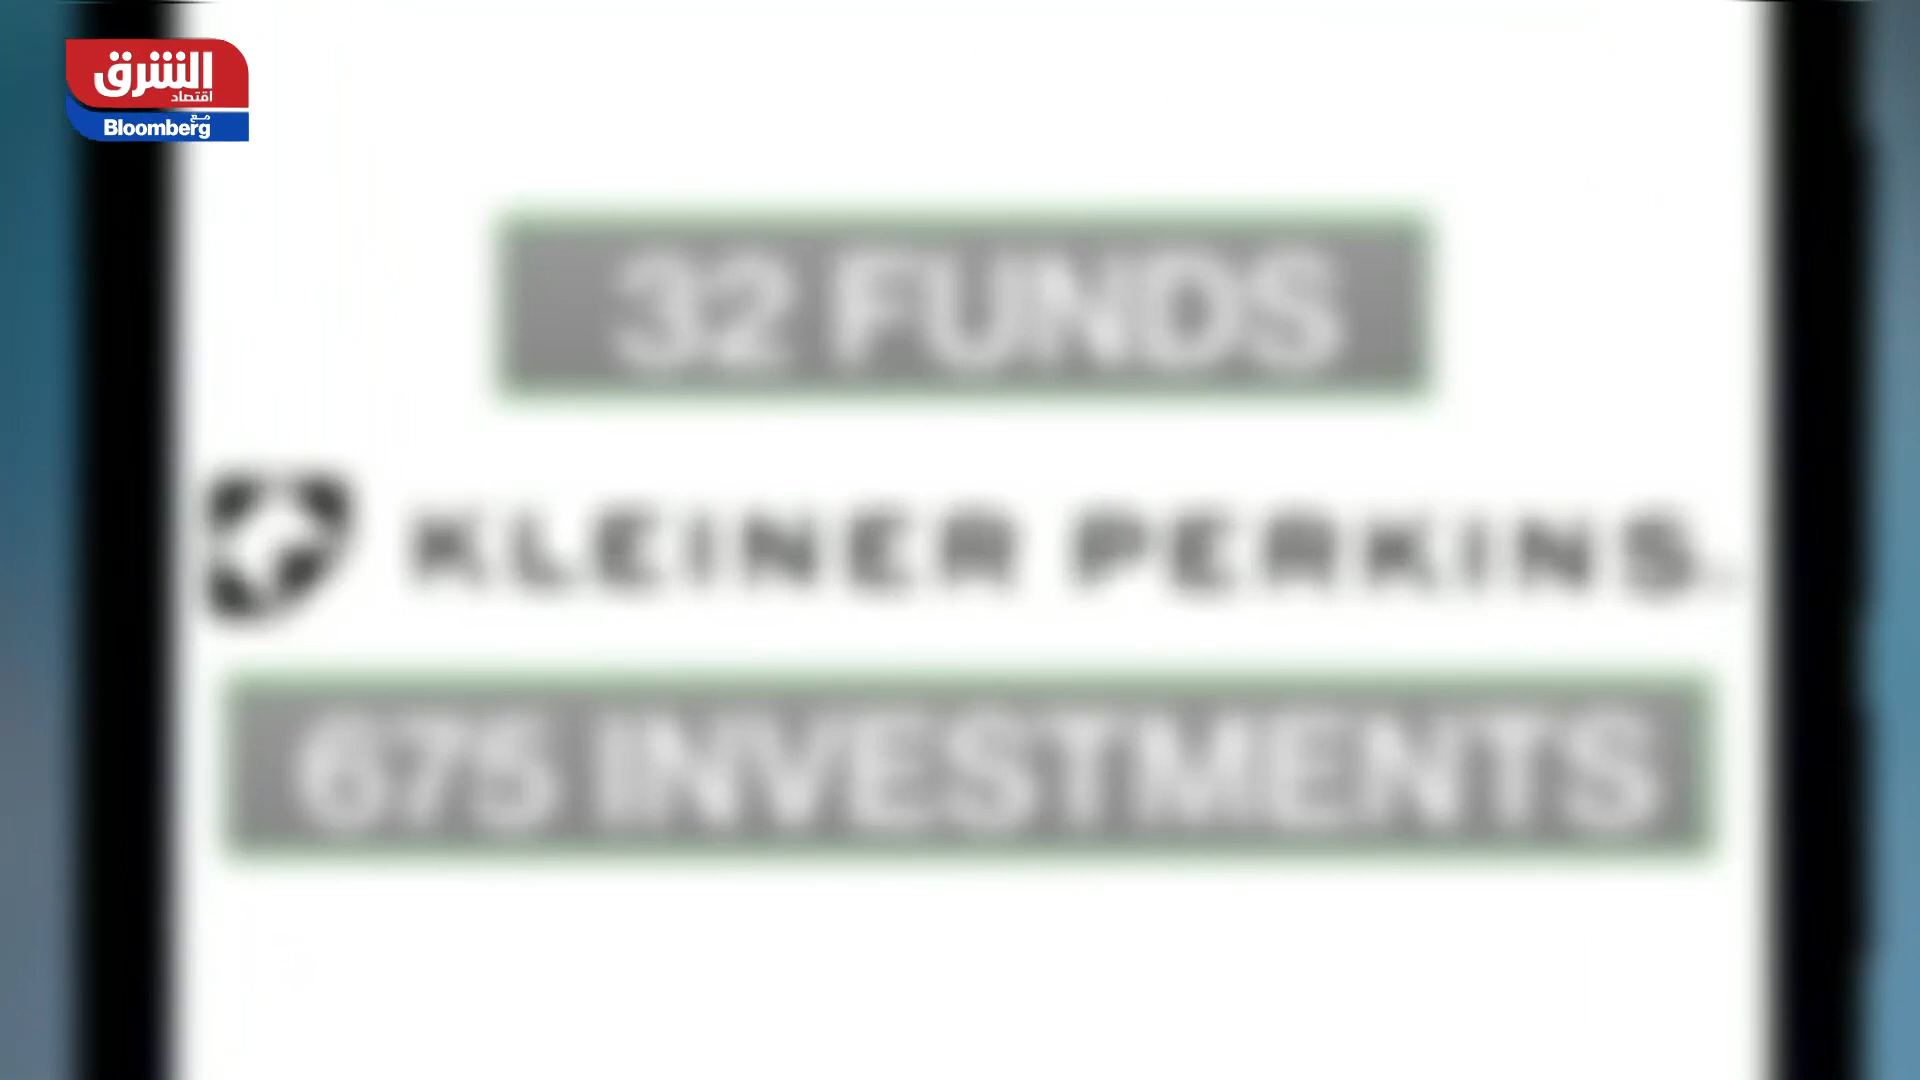 الشرق
اقتصاد
مع
Bloomberg
32 FUNDS
KLEINER PERKINS
675 INVESTMENTS